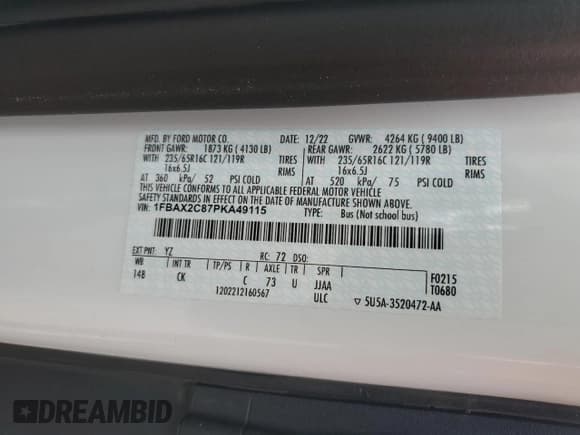 MFD. BY FORD MOTOR CO. DATE: 12/22 GVWR: 4264 KG ( 9400 LB)
FRONT GAWR: 1873 KG ( 4130 LB) REAR GAWR: 2622 KG ( 5780 LB)
WITH 235/65R16C 121/119R TIRES WITH 235/65R16C 121/119R TIRES
16x6.5J RIMS 16x6.5J RIMS
AT 360 kPa/ 52 PSI COLD AT 520 kPa/ 75 PSI COLD
THIS VEHICLE CONFORMS TO ALL APPLICABLE FEDERAL MOTOR VEHICLE
SAFETY STANDARDS IN EFFECT ON THE DATE OF MANUFACTURE SHOWN ABOVE.
VIN: 1FBAX2C87PKA49115 TYPE: Bus (Not school bus)
EXT PNT: YZ RC: 72 DSO:
WB INT TR TP/PS R AXLE TR SPR F0215
148 CK C 73 U JJAA T0680
1202212160567 ULC ▽ 5U5A-3520472-AA
DREAMBID